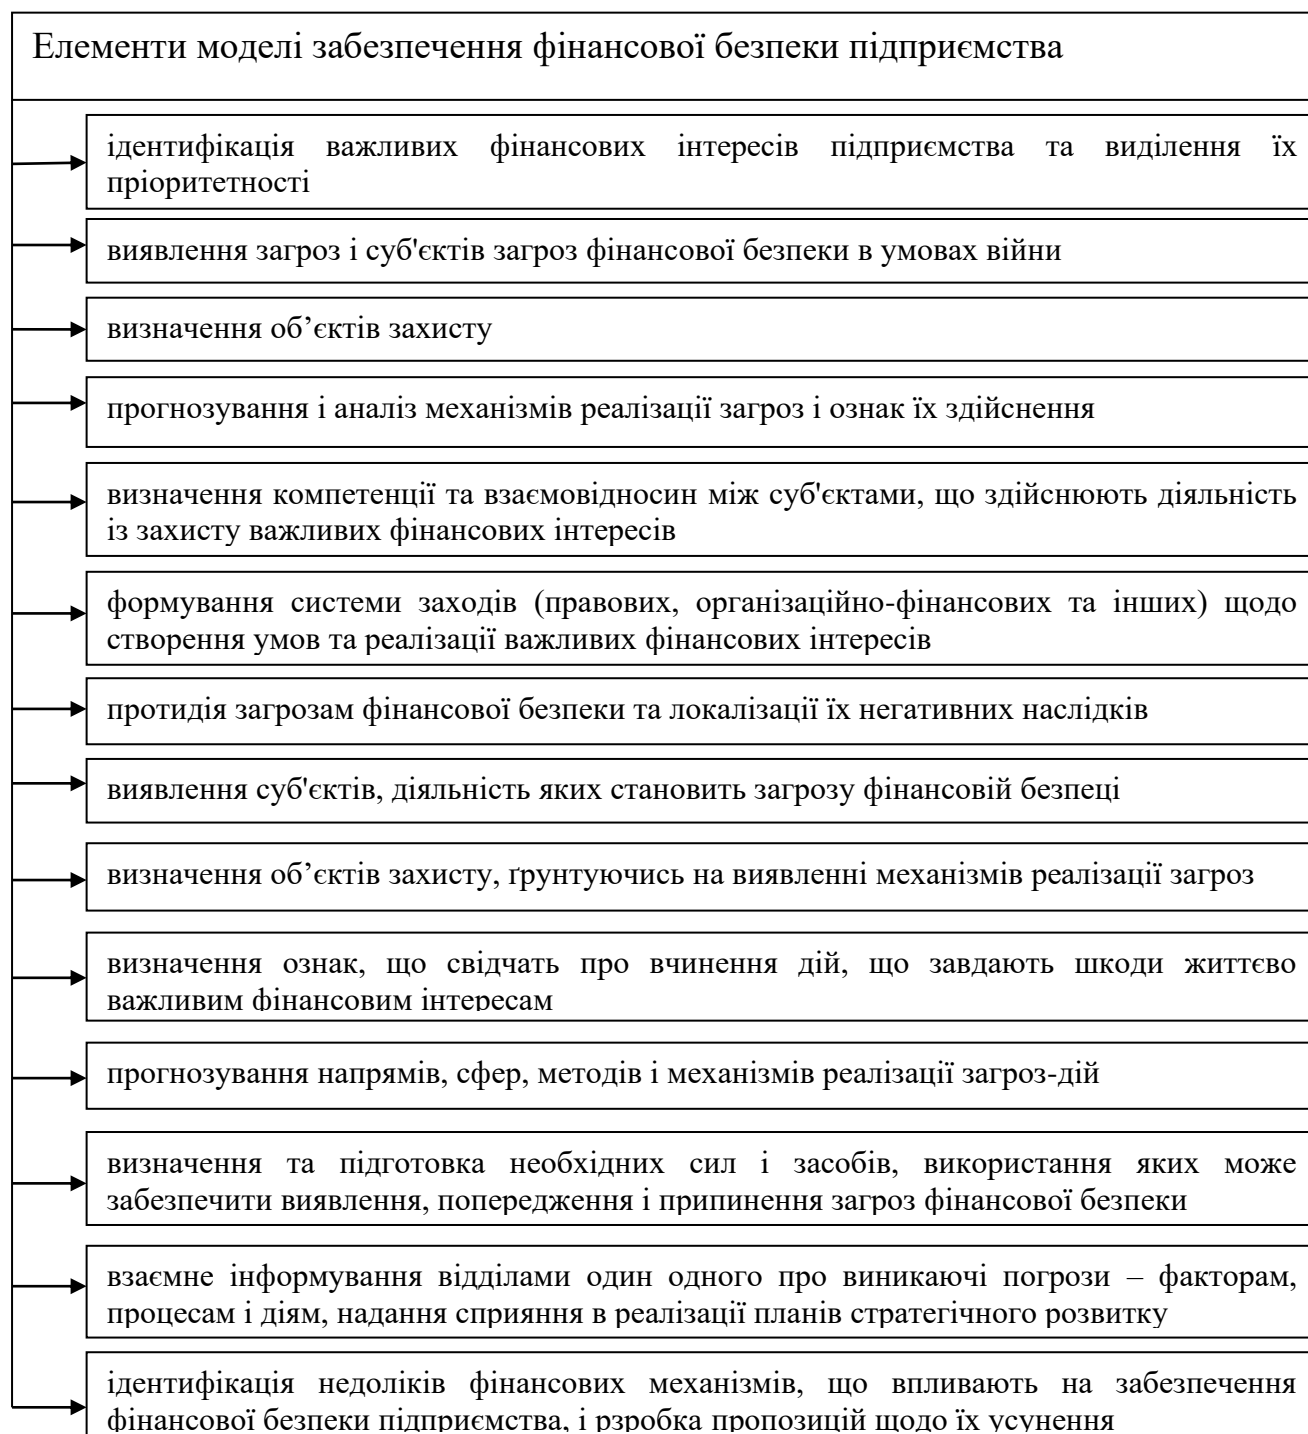 Елементи моделі забезпечення фінансової безпеки підприємства
ідентифікація важливих фінансових інтересів підприємства та виділення їх
пріоритетності
виявлення загроз і суб'єктів загроз фінансової безпеки в умовах війни
визначення об’єктів захисту
прогнозування і аналіз механізмів реалізації загроз і ознак їх здійснення
визначення компетенції та взаємовідносин між суб'єктами, що здійснюють діяльність
із захисту важливих фінансових інтересів
формування системи заходів (правових, організаційно-фінансових та інших) щодо
створення умов та реалізації важливих фінансових інтересів
протидія загрозам фінансової безпеки та локалізації їх негативних наслідків
виявлення суб'єктів, діяльність яких становить загрозу фінансовій безпеці
визначення об’єктів захисту, ґрунтуючись на виявленні механізмів реалізації загроз
визначення ознак, що свідчать про вчинення дій, що завдають шкоди життєво
важливим фінансовим інтересам
прогнозування напрямів, сфер, методів і механізмів реалізації загроз-дій
визначення та підготовка необхідних сил і засобів, використання яких може
забезпечити виявлення, попередження і припинення загроз фінансової безпеки
взаємне інформування відділами один одного про виникаючі погрози – факторам,
процесам і діям, надання сприяння в реалізації планів стратегічного розвитку
ідентифікація недоліків фінансових механізмів, що впливають на забезпечення
фінансової безпеки підприємства, і рзробка пропозицій щодо їх усунення